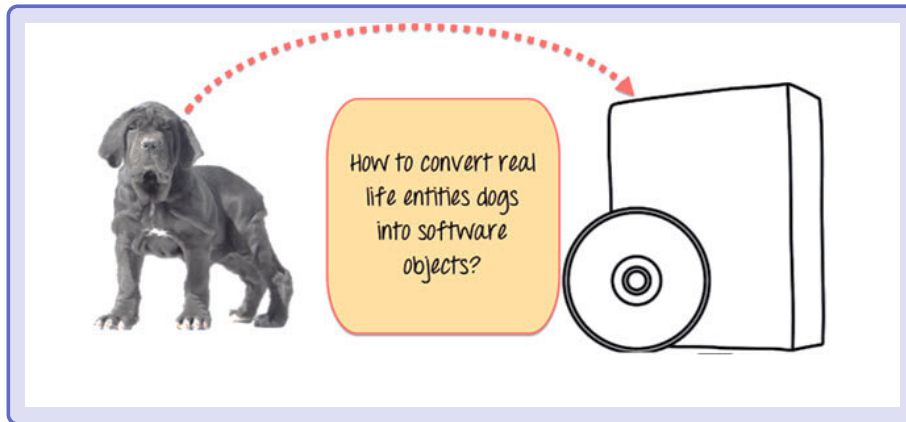 How to convert real
life entities dogs
into software
objects?